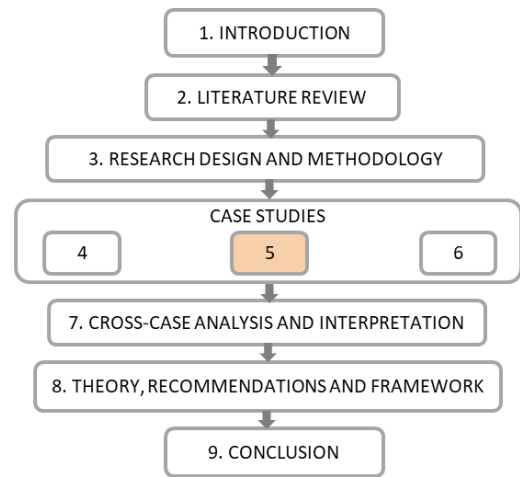 1. INTRODUCTION
2. LITERATURE REVIEW
3. RESEARCH DESIGN AND METHODOLOGY
CASE STUDIES
4 5 6
7. CROSS-CASE ANALYSIS AND INTERPRETATION
8. THEORY, RECOMMENDATIONS AND FRAMEWORK
9. CONCLUSION